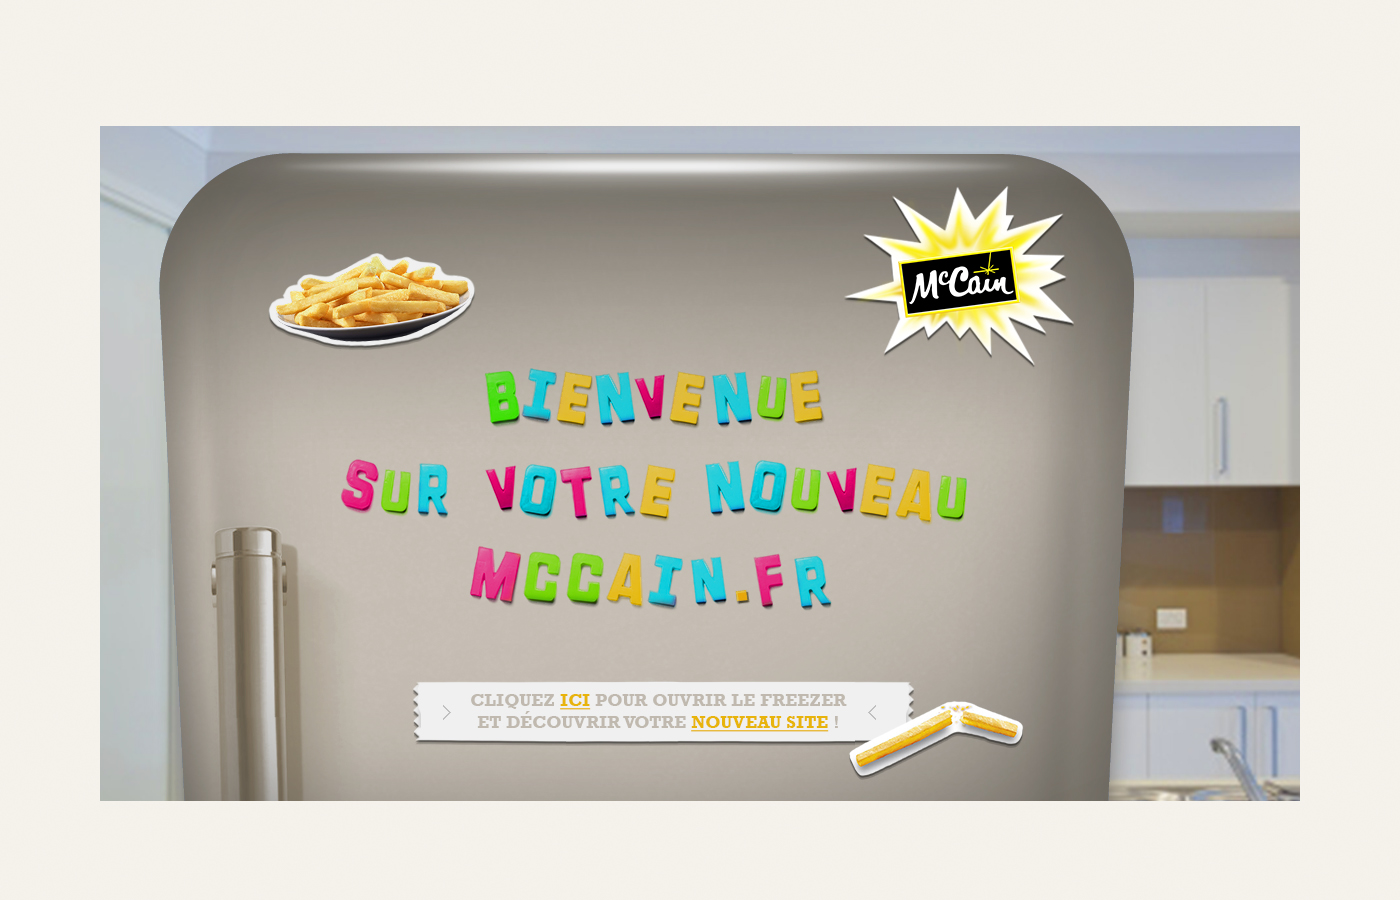 McCain
BIENVENUE
SUR VOTRE NOUVEAU
MCCAIN.FR
CLIQUEZ ICI POUR OUVRIR LE FREEZER
ET DÉCOUVRIR VOTRE NOUVEAU SITE !